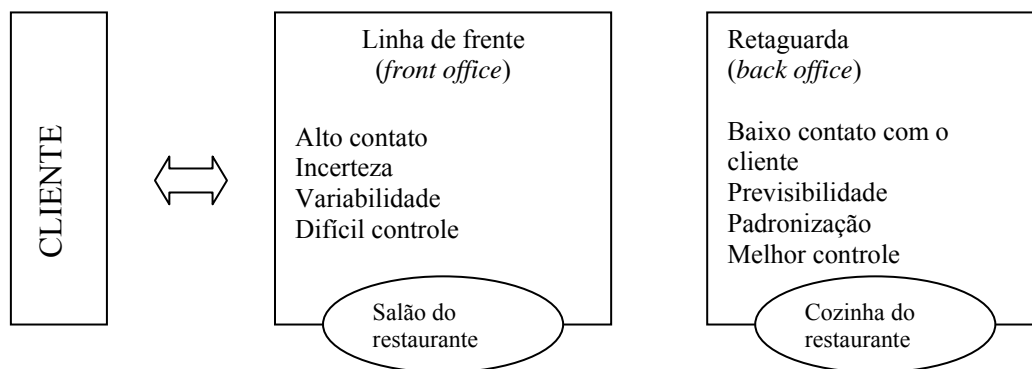 CLIENTE
Linha de frente
(front office)
Alto contato
Incerteza
Variabilidade
Difícil controle
Salão do
restaurante
Retaguarda
(back office)
Baixo contato com o
cliente
Previsibilidade
Padronização
Melhor controle
Cozinha do
restaurante